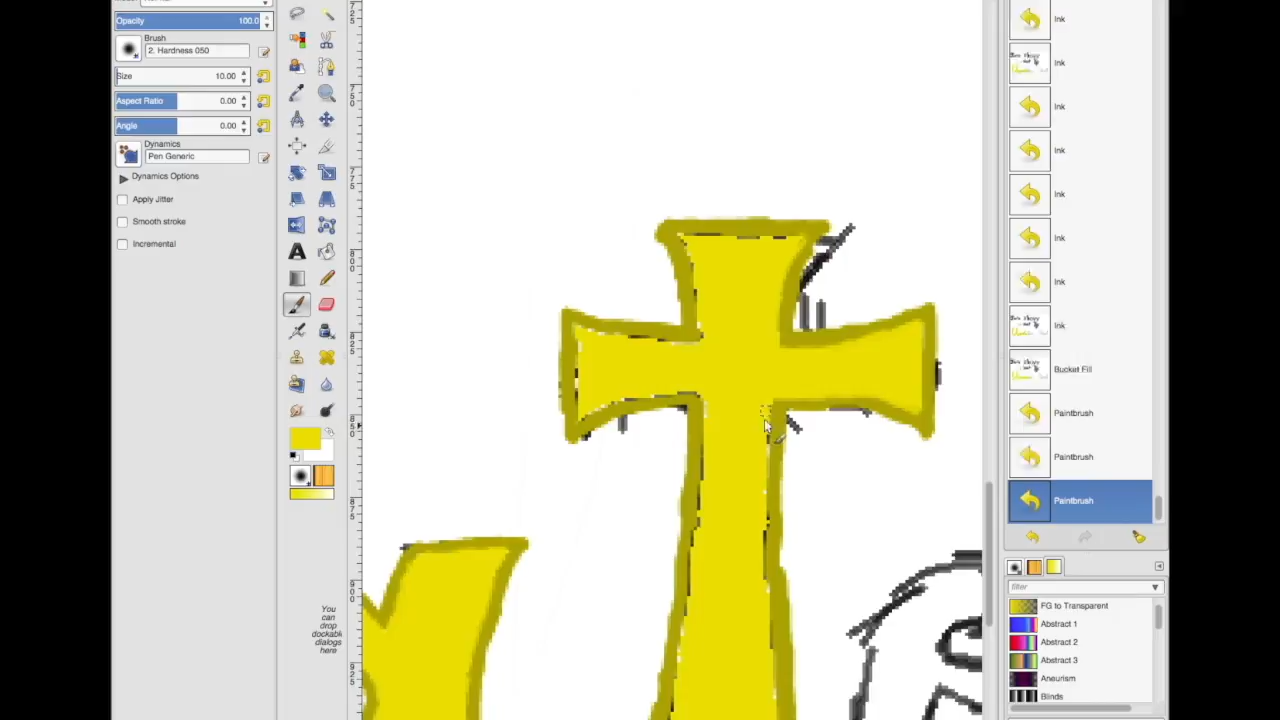 Opacity 100.0
Brush
2. Hardness 050
Size 10.00
Aspect Ratio 0.00
Angle 0.00
Dynamics
Pen Generic
Dynamics Options
Apply Jitter
Smooth stroke
Incremental
You
can
drop
dockable
dialogs
here
Ink
Ink
Ink
Ink
Ink
Ink
Ink
Ink
Bucket Fill
Paintbrush
Paintbrush
Paintbrush
filter
FG to Transparent
Abstract 1
Abstract 2
Abstract 3
Aneurism
Blinds